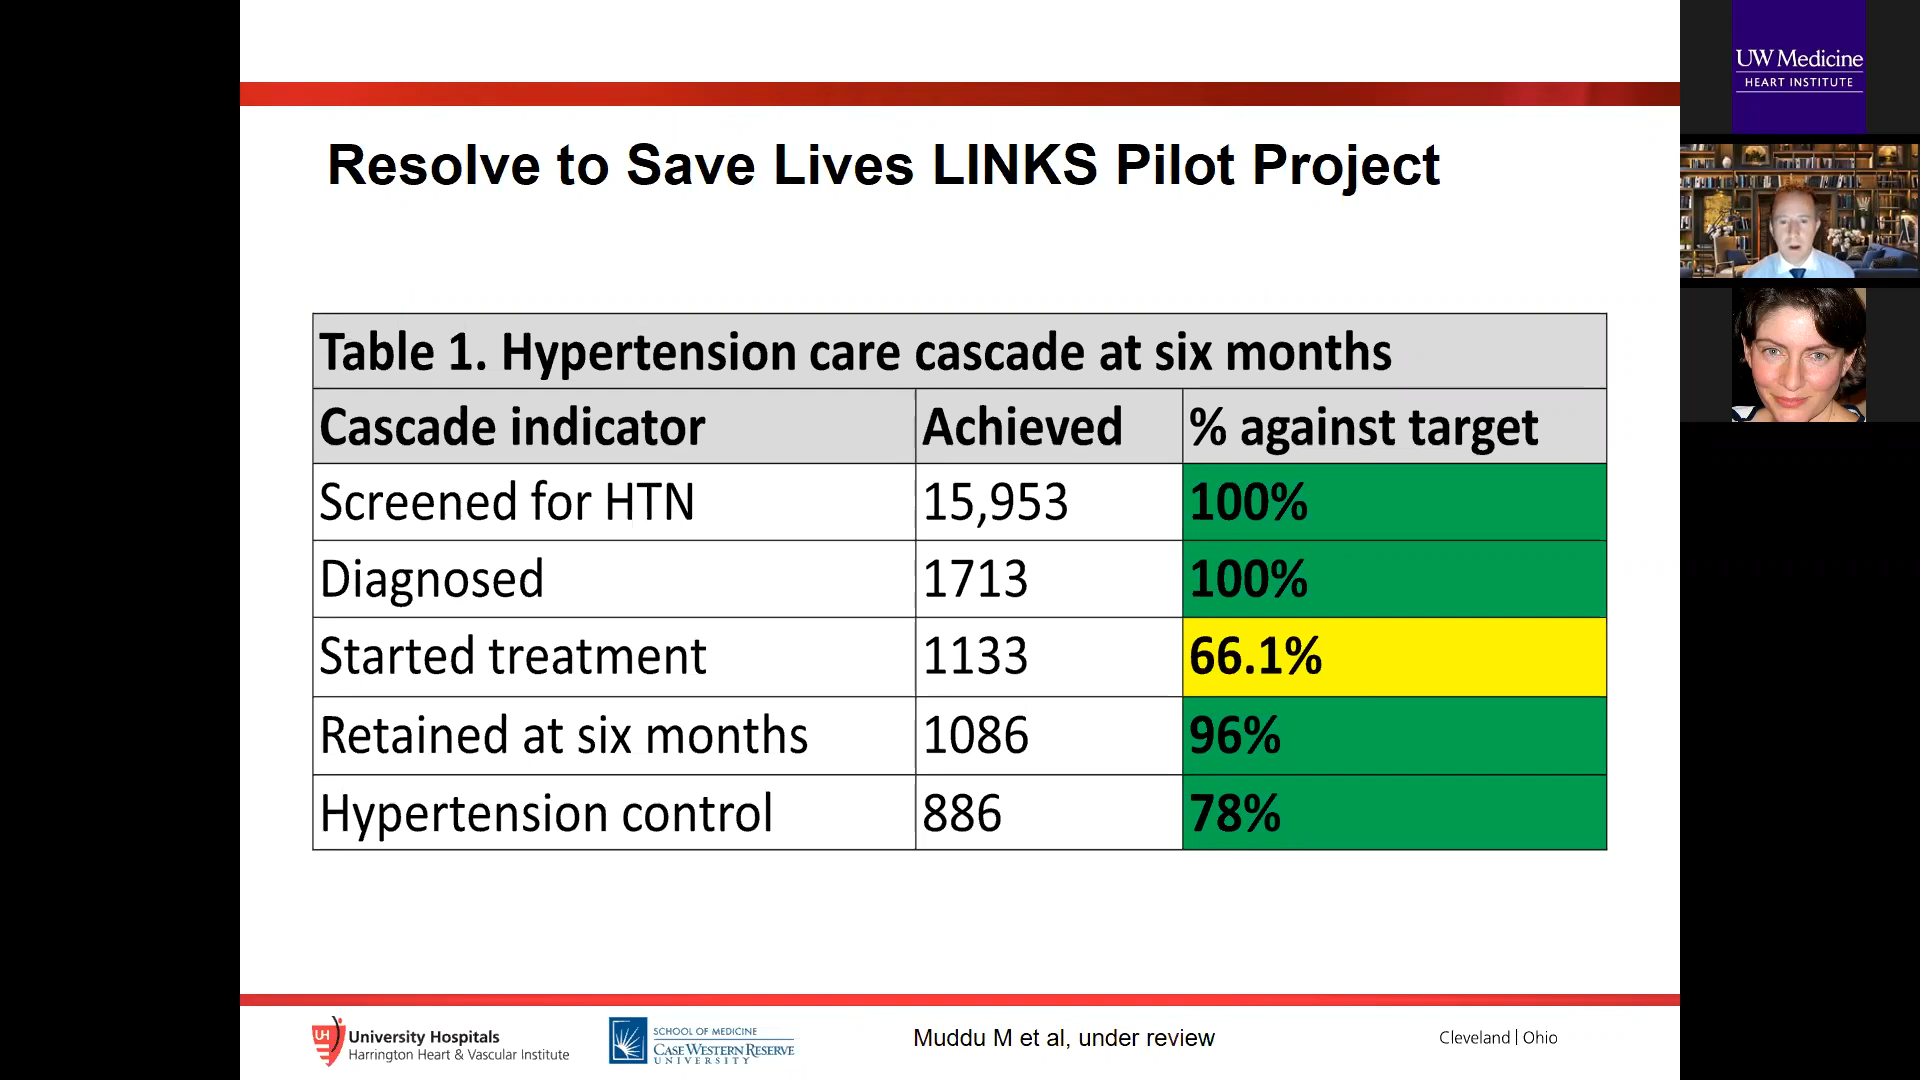 Resolve to Save Lives LINKS Pilot Project
Table 1. Hypertension care cascade at six months
Cascade indicator Achieved % against target
Screened for HTN 15,953 100%
Diagnosed 1713 100%
Started treatment 1133 66.1%
Retained at six months 1086 96%
Hypertension control 886 78%
UH
University Hospitals
Harrington Heart & Vascular Institute
SCHOOL OF MEDICINE
CASE WESTERN RESERVE
UNIVERSITY
Muddu M et al, under review
Cleveland | Ohio
UW Medicine
HEART INSTITUTE